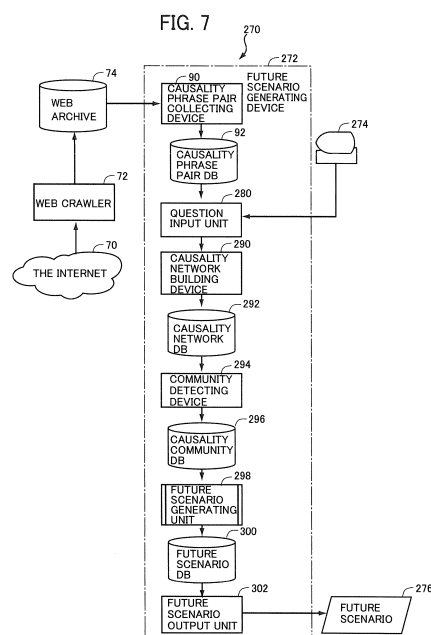 FIG. 7
270
272
74
90
CAUSALITY
PHRASE PAIR
COLLECTING
DEVICE
FUTURE
SCENARIO
GENERATING
DEVICE
WEB
ARCHIVE
92
274
CAUSALITY
PHRASE
PAIR DB
72
280
WEB CRAWLER
QUESTION
INPUT UNIT
70
290
THE INTERNET
CAUSALITY
NETWORK
BUILDING
DEVICE
292
CAUSALITY
NETWORK
DB
294
COMMUNITY
DETECTING
DEVICE
296
CAUSALITY
COMMUNITY
DB
298
FUTURE
SCENARIO
GENERATING
UNIT
300
FUTURE
SCENARIO
DB
302
276
FUTURE
SCENARIO
OUTPUT UNIT
FUTURE
SCENARIO